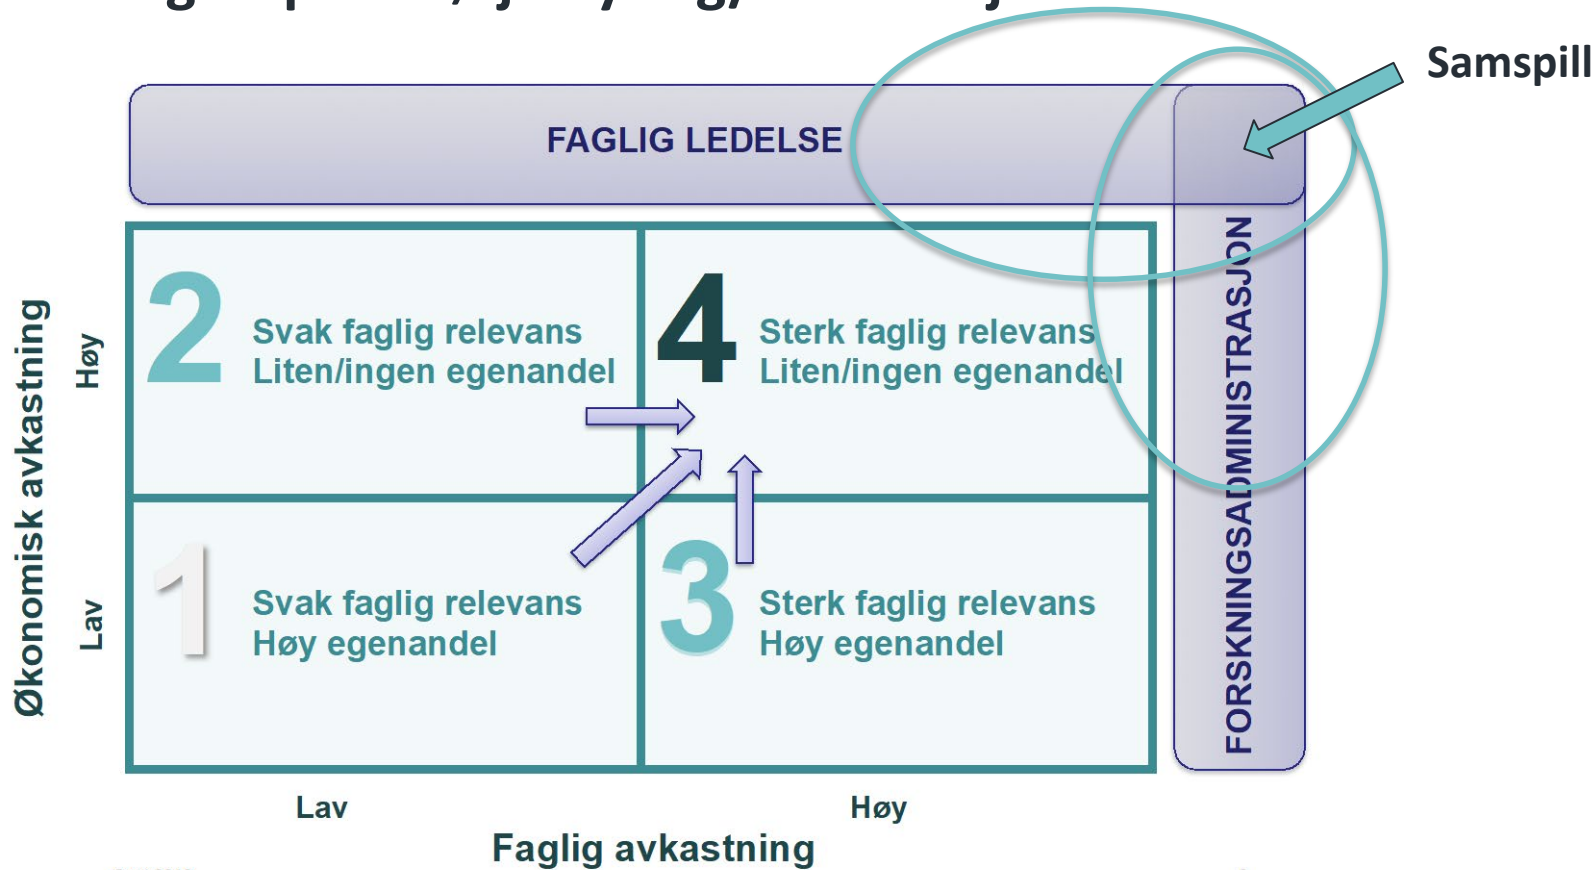 Samspill
FAGLIG LEDELSE
FORSKNINGSADMINISTRASJON
Økonomisk avkastning
Høy
Lav
2
Svak faglig relevans
Liten/ingen egenandel
4
Sterk faglig relevans
Liten/ingen egenandel
1
Svak faglig relevans
Høy egenandel
3
Sterk faglig relevans
Høy egenandel
Lav
Høy
Faglig avkastning